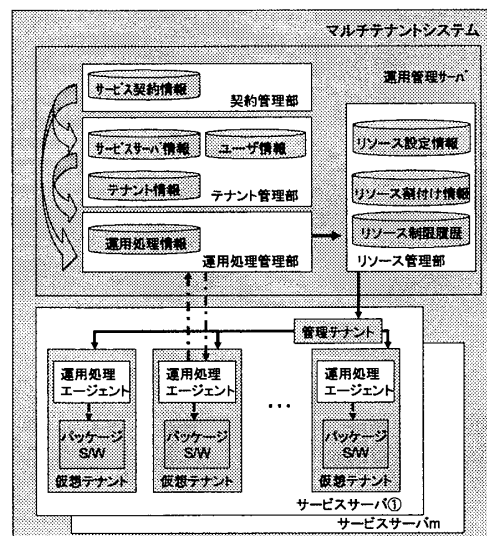 マルチテナントシステム
運用管理サーバ
サービス契約情報
契約管理部
サービスサーバ情報
ユーザ情報
テナント情報
テナント管理部
運用処理情報
運用処理管理部
リソース設定情報
リソース割付け情報
リソース制限履歴
リソース管理部
管理テナント
運用処理
エージェント
パッケージ
S/W
仮想テナント
運用処理
エージェント
パッケージ
S/W
仮想テナント
...
運用処理
エージェント
パッケージ
S/W
仮想テナント
サービスサーバ①
サービスサーバm